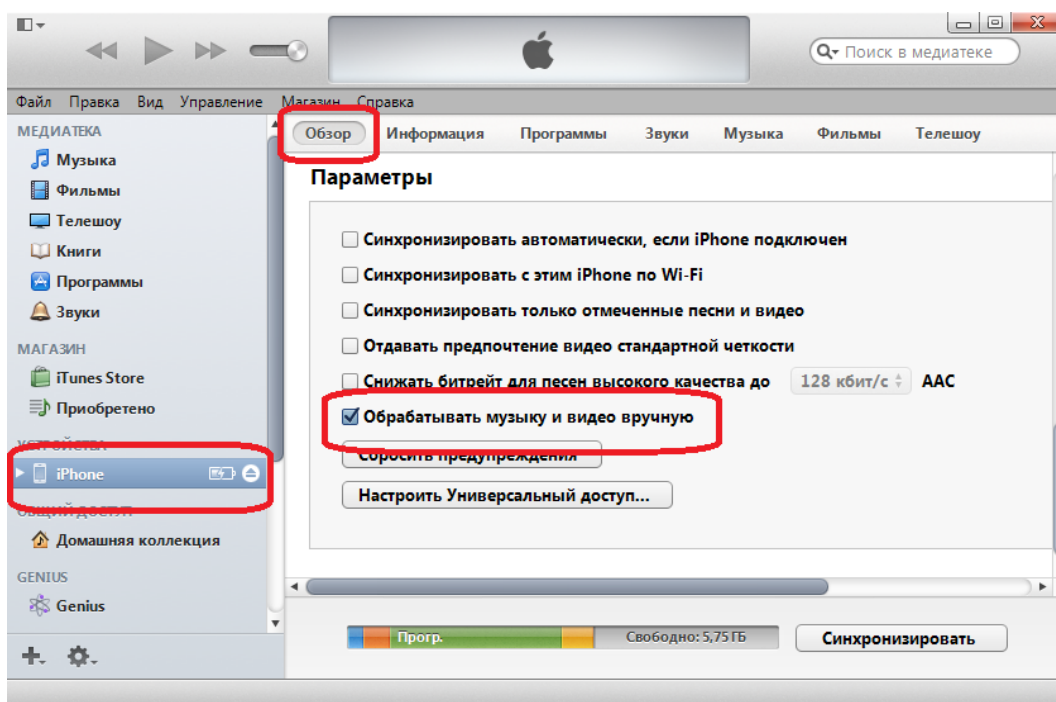 Поиск в медиатеке
Файл Правка Вид Управление Магазин Справка
МЕДИАТЕКА
Музыка
Фильмы
Телешоу
Книги
Программы
Звуки
МАГАЗИН
iTunes Store
Приобретено
УСТРОЙСТВА
iPhone
ОБЩИЙ ДОСТУП
Домашняя коллекция
GENIUS
Genius
Обзор Информация Программы Звуки Музыка Фильмы Телешоу
Параметры
Синхронизировать автоматически, если iPhone подключен
Синхронизировать с этим iPhone по Wi-Fi
Синхронизировать только отмеченные песни и видео
Отдавать предпочтение видео стандартной четкости
Снижать битрейт для песен высокого качества до 128 кбит/с AAC
Обрабатывать музыку и видео вручную
Сбросить предупреждения
Настроить Универсальный доступ...
Прогр. Свободно: 5,75 ГБ Синхронизировать